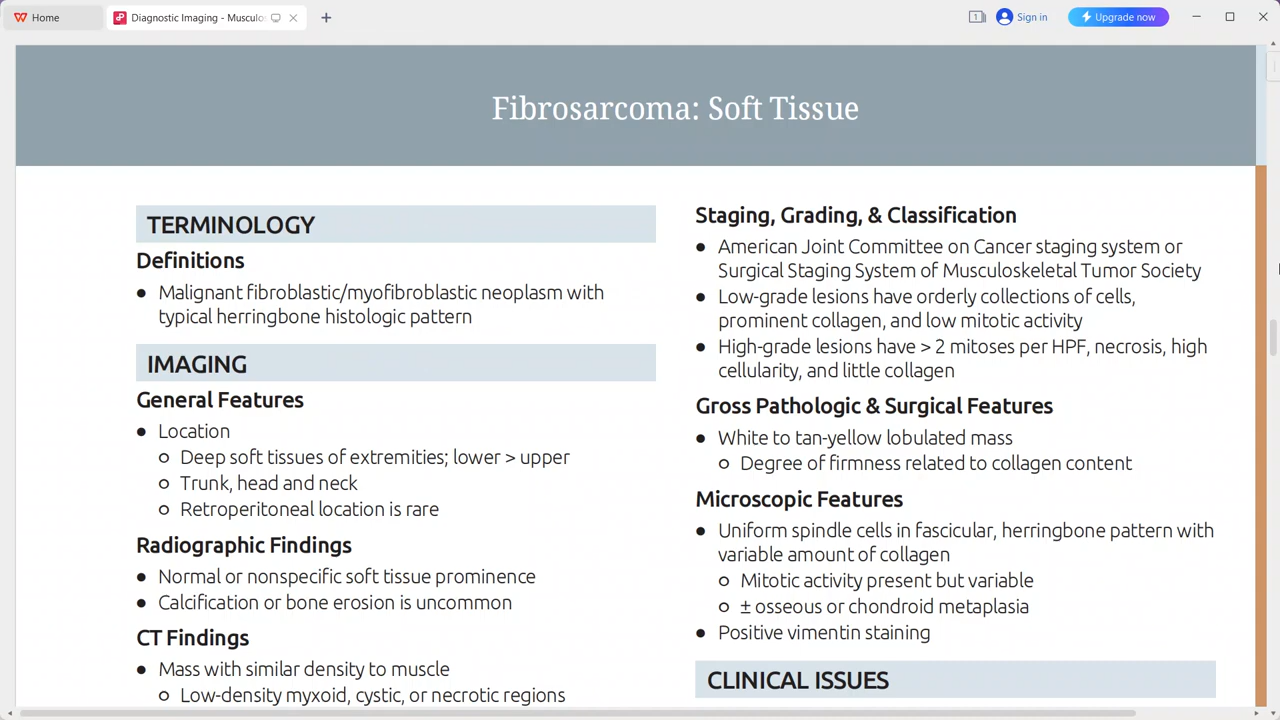 Home
Diagnostic Imaging - Musculos
1
Sign in
Upgrade now
Fibrosarcoma: Soft Tissue
TERMINOLOGY
Definitions
● Malignant fibroblastic/myofibroblastic neoplasm with
typical herringbone histologic pattern
IMAGING
General Features
● Location
○ Deep soft tissues of extremities; lower > upper
○ Trunk, head and neck
○ Retroperitoneal location is rare
Radiographic Findings
● Normal or nonspecific soft tissue prominence
● Calcification or bone erosion is uncommon
CT Findings
● Mass with similar density to muscle
○ Low-density myxoid, cystic, or necrotic regions
Staging, Grading, & Classification
● American Joint Committee on Cancer staging system or
Surgical Staging System of Musculoskeletal Tumor Society
● Low-grade lesions have orderly collections of cells,
prominent collagen, and low mitotic activity
● High-grade lesions have > 2 mitoses per HPF, necrosis, high
cellularity, and little collagen
Gross Pathologic & Surgical Features
● White to tan-yellow lobulated mass
○ Degree of firmness related to collagen content
Microscopic Features
● Uniform spindle cells in fascicular, herringbone pattern with
variable amount of collagen
○ Mitotic activity present but variable
○ ± osseous or chondroid metaplasia
● Positive vimentin staining
CLINICAL ISSUES